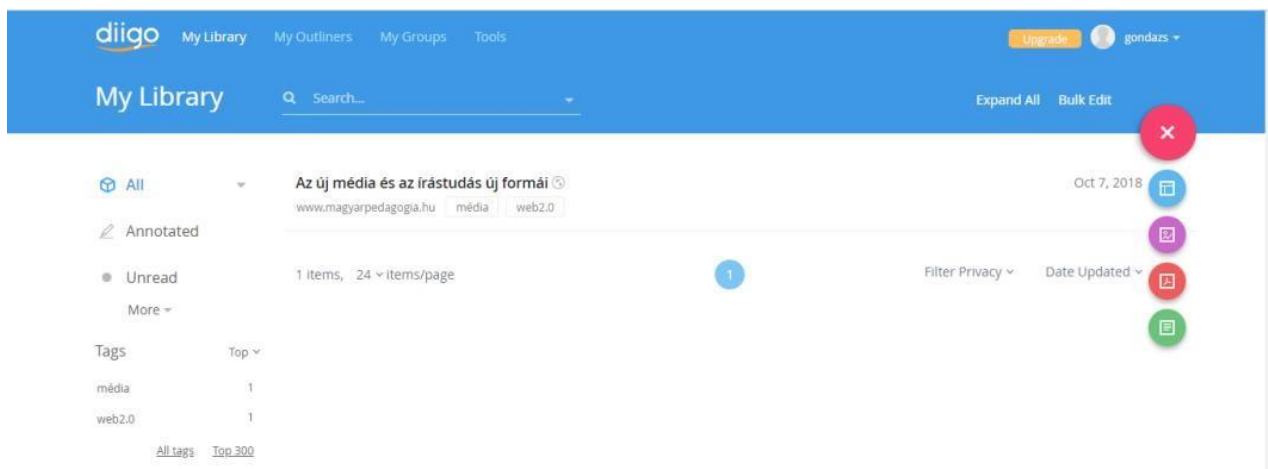 diigo My Library My Outliners My Groups Tools Upgrade gondazs
My Library Search... Expand All Bulk Edit
All
Annotated
Unread
More
Tags Top
média 1
web2.0 1
All tags Top 300
Az új média és az írástudás új formái Oct 7, 2018
www.magyarpedagogia.hu média web2.0
1 items, 24 items/page 1 Filter Privacy Date Updated